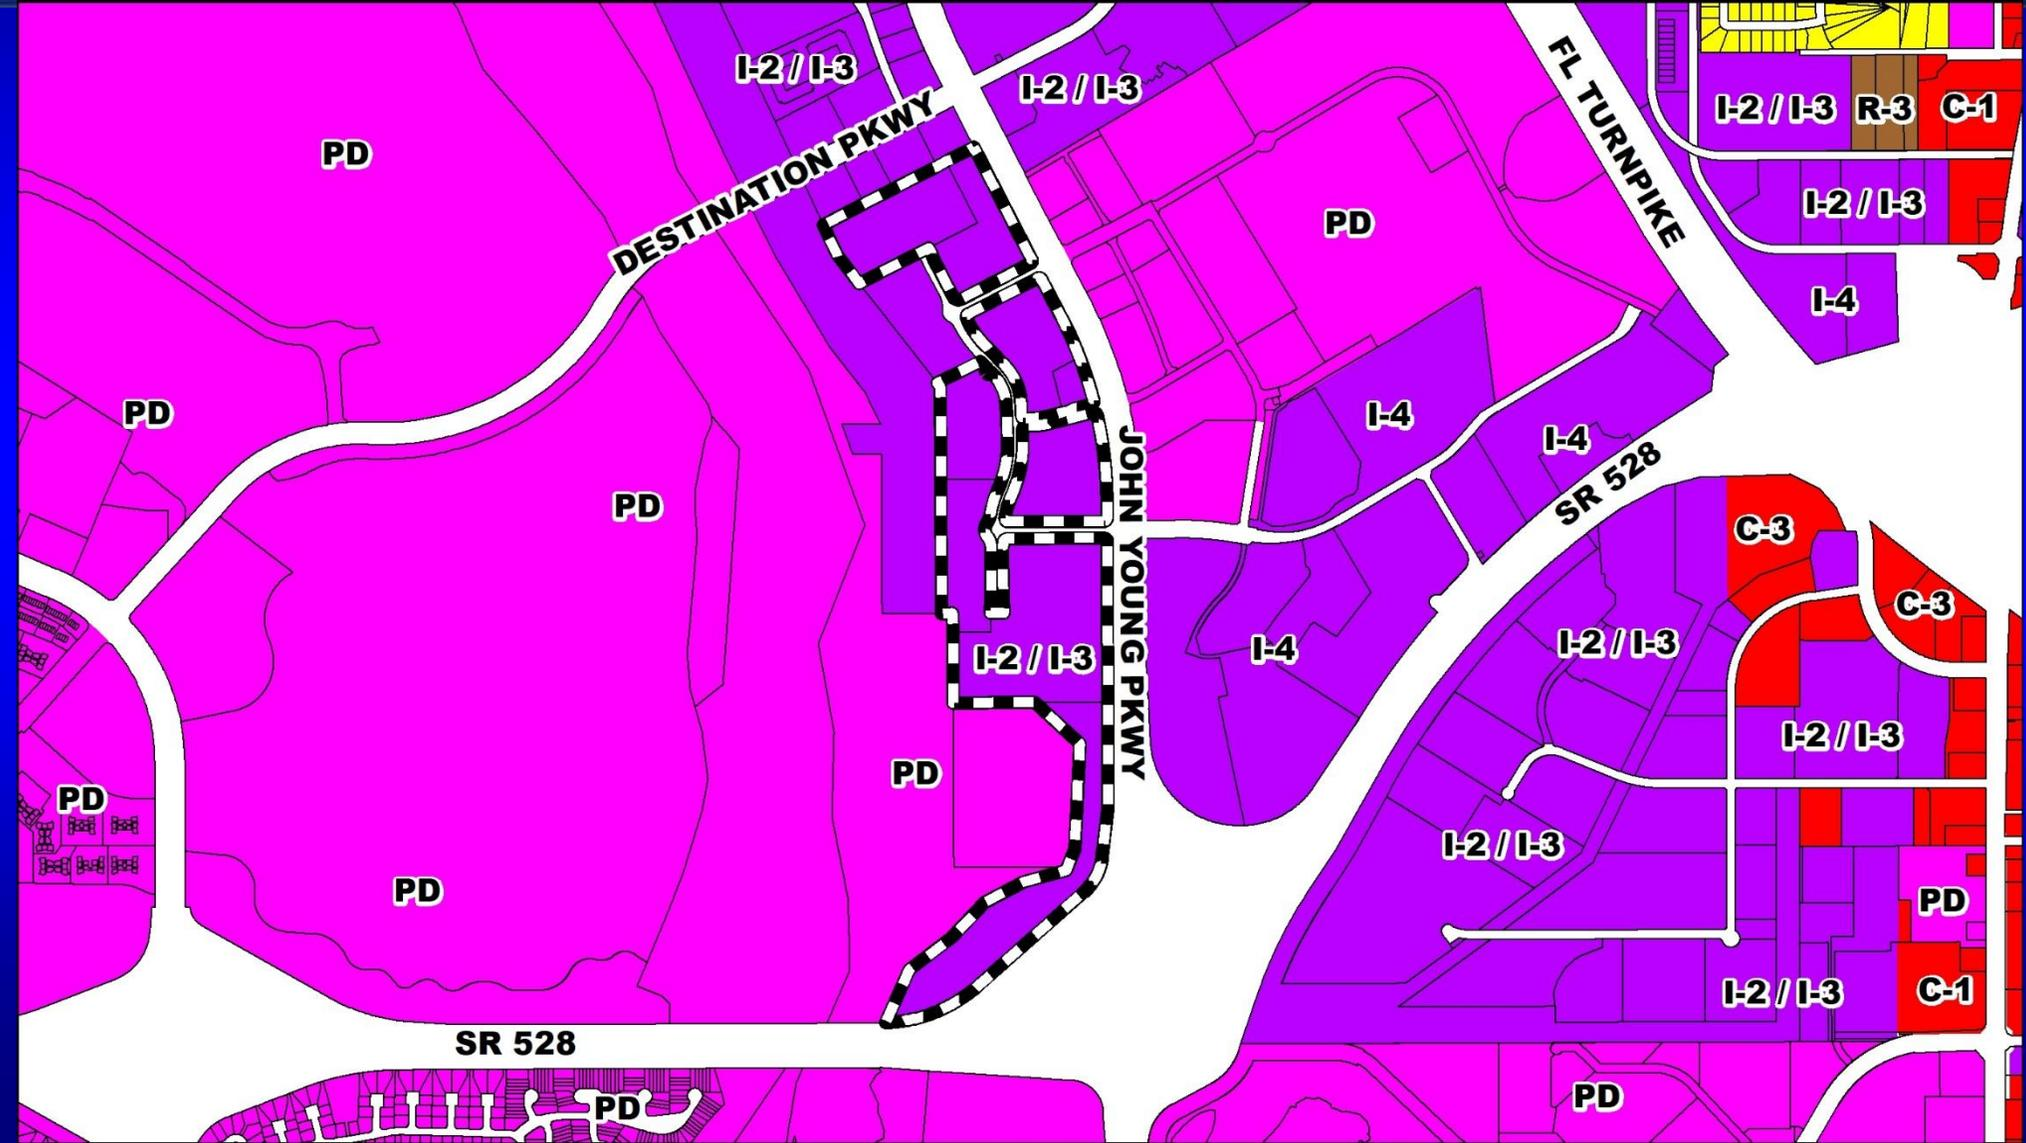 I-2 / I-3
I-2 / I-3
FL TURNPIKE
I-2 / I-3
R-3
C-1
PD
DESTINATION PKWY
I-2 / I-3
PD
I-4
PD
I-4
I-4
PD
SR 528
JOHN YOUNG PKWY
C-3
C-3
I-2 / I-3
I-4
I-2 / I-3
I-2 / I-3
PD
PD
I-2 / I-3
PD
PD
I-2 / I-3
C-1
SR 528
PD
PD